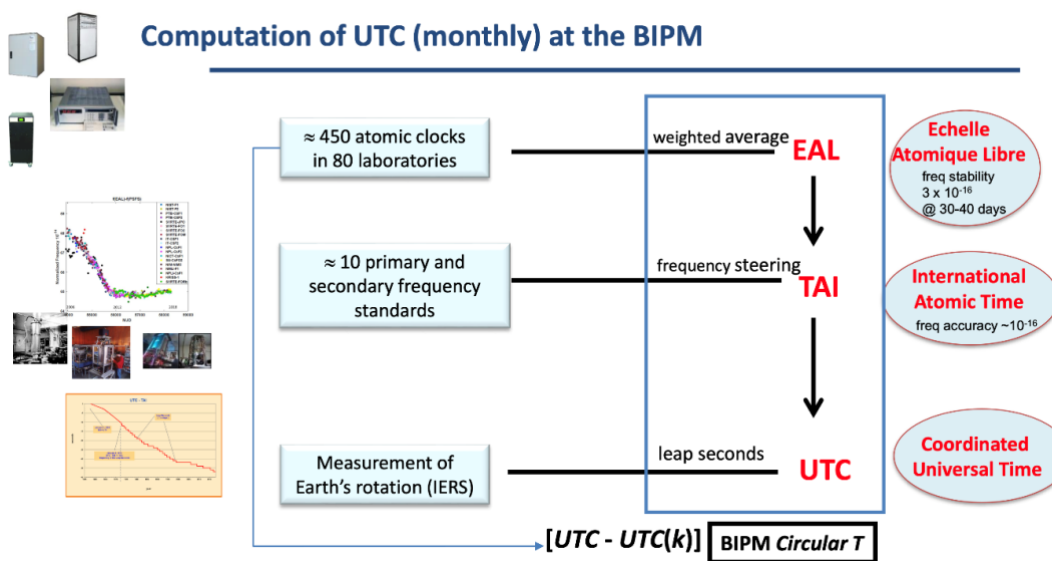 Computation of UTC (monthly) at the BIPM
≈ 450 atomic clocks
in 80 laboratories
weighted average
EAL
Echelle
Atomique Libre
freq stability
3 x 10⁻¹⁶
@ 30-40 days
≈ 10 primary and
secondary frequency
standards
frequency steering
TAI
International
Atomic Time
freq accuracy ~10⁻¹⁶
Measurement of
Earth's rotation (IERS)
leap seconds
UTC
Coordinated
Universal Time
[UTC - UTC(k)]
BIPM Circular T